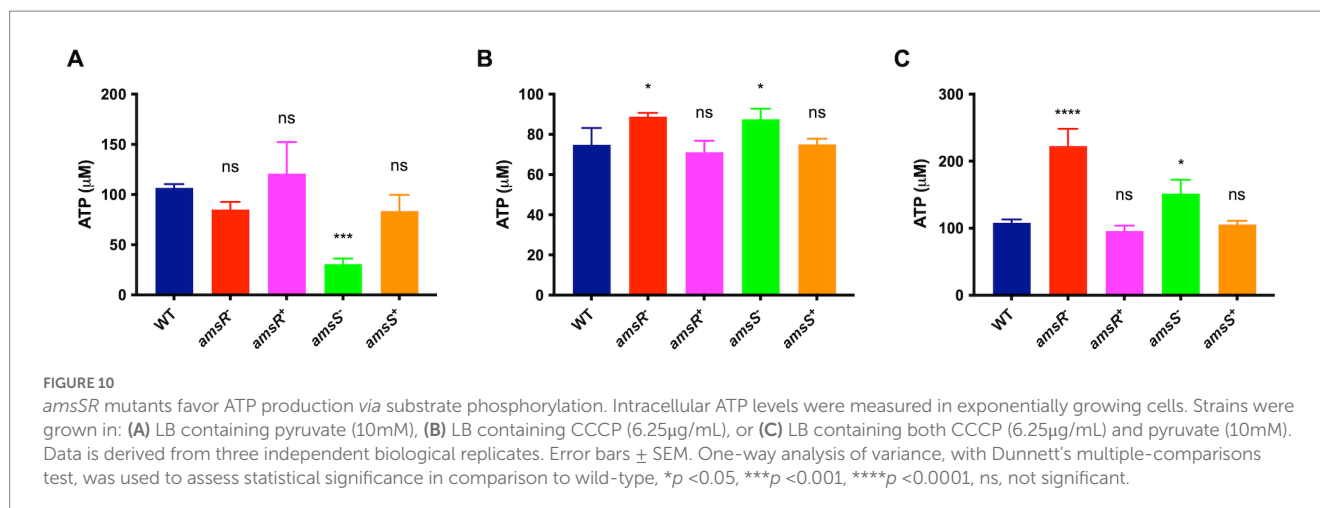 A
B
C
ATP (μM)
200
150
100
50
0
ns
ns
***
ns
WT
amsR-
amsR+
amsS-
amsS+
ATP (μM)
100
80
60
40
20
0
*
ns
*
ns
WT
amsR-
amsR+
amsS-
amsS+
ATP (μM)
300
200
100
0
****
ns
*
ns
WT
amsR-
amsR+
amsS-
amsS+
FIGURE 10
amsSR mutants favor ATP production via substrate phosphorylation. Intracellular ATP levels were measured in exponentially growing cells. Strains were
grown in: (A) LB containing pyruvate (10mM), (B) LB containing CCCP (6.25μg/mL), or (C) LB containing both CCCP (6.25μg/mL) and pyruvate (10mM).
Data is derived from three independent biological replicates. Error bars ± SEM. One-way analysis of variance, with Dunnett's multiple-comparisons
test, was used to assess statistical significance in comparison to wild-type, *p <0.05, ***p <0.001, ****p <0.0001, ns, not significant.